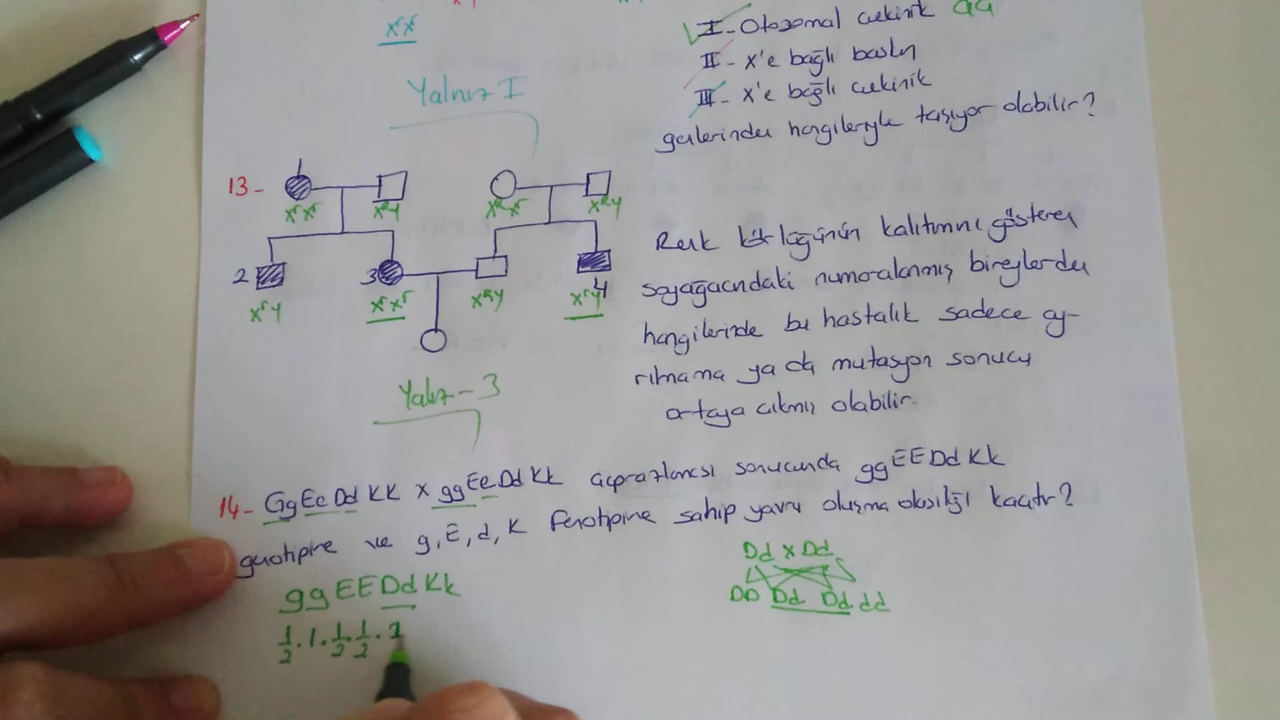 I- Otozomal çekinik aa
II- X'e bağlı baskın
III- X'e bağlı çekinik
genlerinden hangileriyle taşıyor olabilir?
XʳXʳ
Yalnız I
13-
XʳXʳ
XᴿY
XᴿXʳ
XᴿY
2
3
4
XʳY
XʳXʳ
XᴿY
XʳY
Yalnız-3
Renk körlüğünün kalıtımını gösteren
soyağacındaki numaralanmış bireylerden
hangilerinde bu hastalık sadece ay-
rılmama ya da mutasyon sonucu
ortaya çıkmış olabilir.
14- GgEeDdKK x ggEeDdKk çaprazlaması sonucunda ggEEDdKk
genotipine ve g,E,d,K fenotipine sahip yavru oluşma olasılığı kaçtır?
Dd x Dd
DD Dd Dd dd
ggEEDdKk
1/2 . 1 . 1/2 . 1/2 .